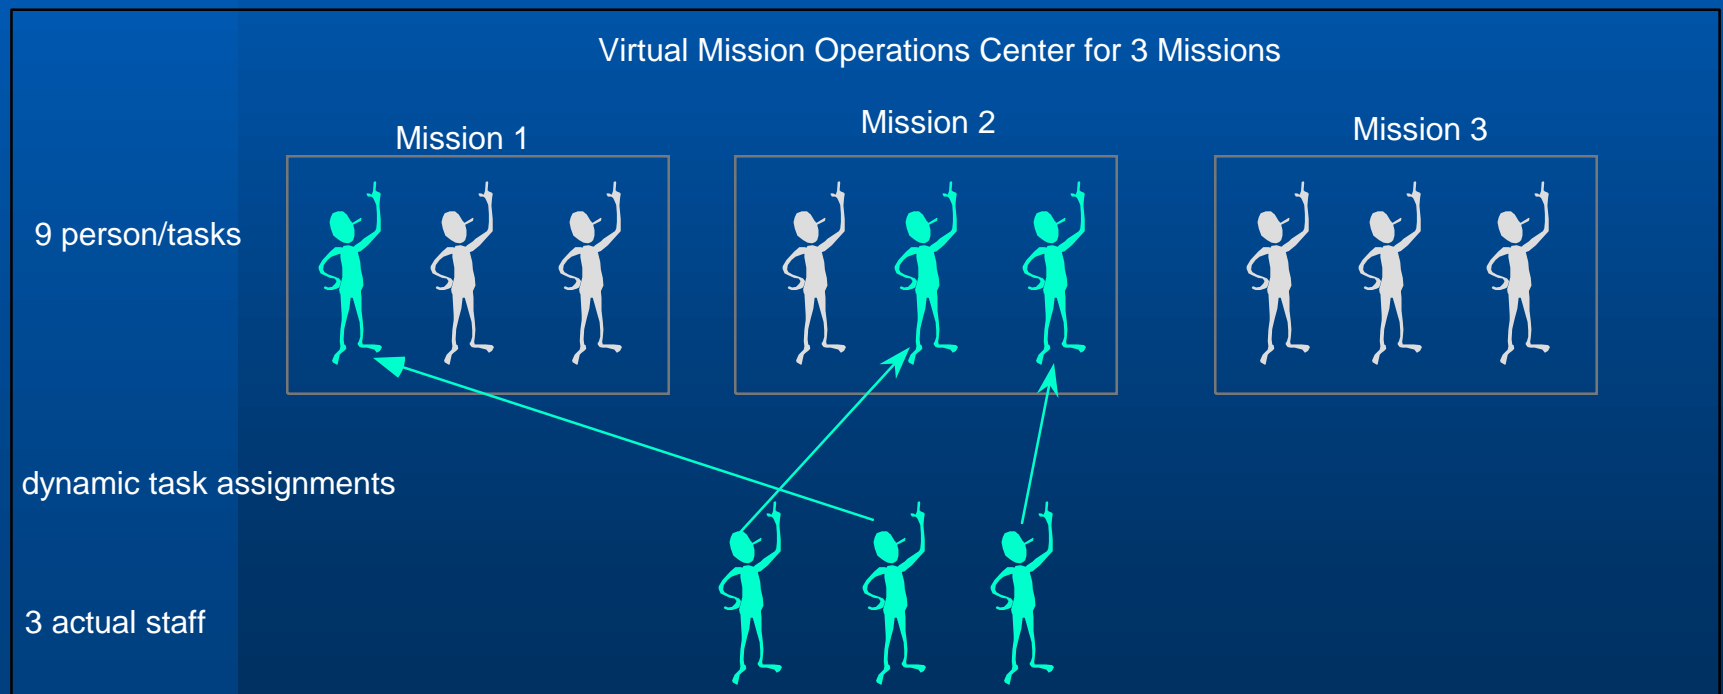 Virtual Mission Operations Center for 3 Missions
Mission 1
Mission 2
Mission 3
9 person/tasks
dynamic task assignments
3 actual staff